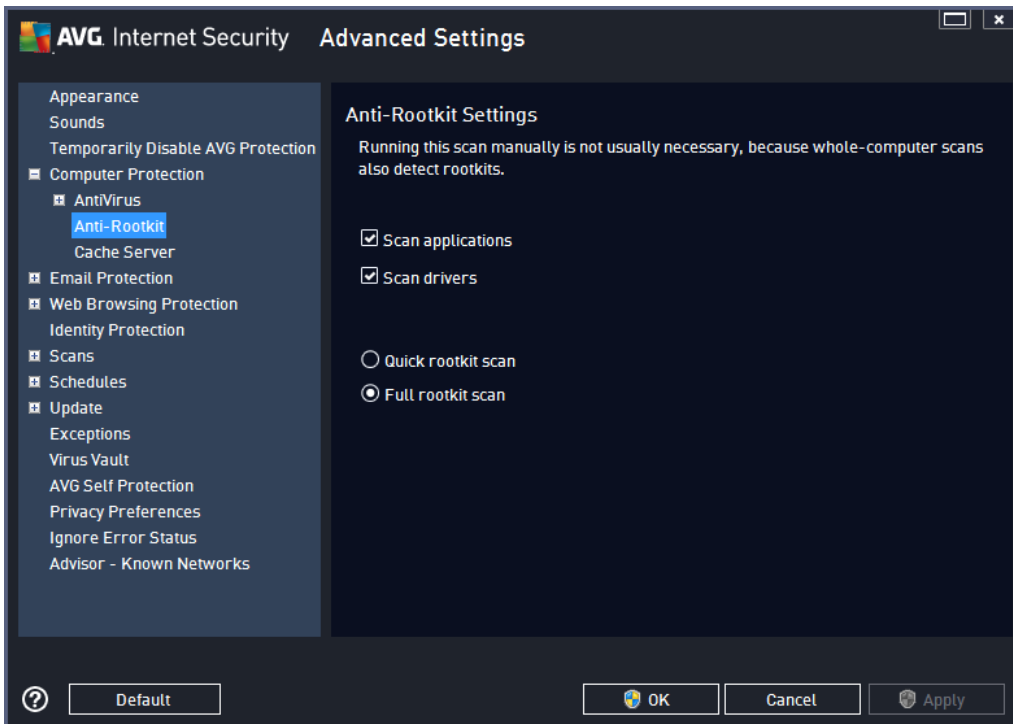 AVG. Internet Security Advanced Settings
Appearance
Sounds
Temporarily Disable AVG Protection
Computer Protection
AntiVirus
Anti-Rootkit
Cache Server
Email Protection
Web Browsing Protection
Identity Protection
Scans
Schedules
Update
Exceptions
Virus Vault
AVG Self Protection
Privacy Preferences
Ignore Error Status
Advisor - Known Networks
Anti-Rootkit Settings
Running this scan manually is not usually necessary, because whole-computer scans
also detect rootkits.
Scan applications
Scan drivers
Quick rootkit scan
Full rootkit scan
? Default OK Cancel Apply